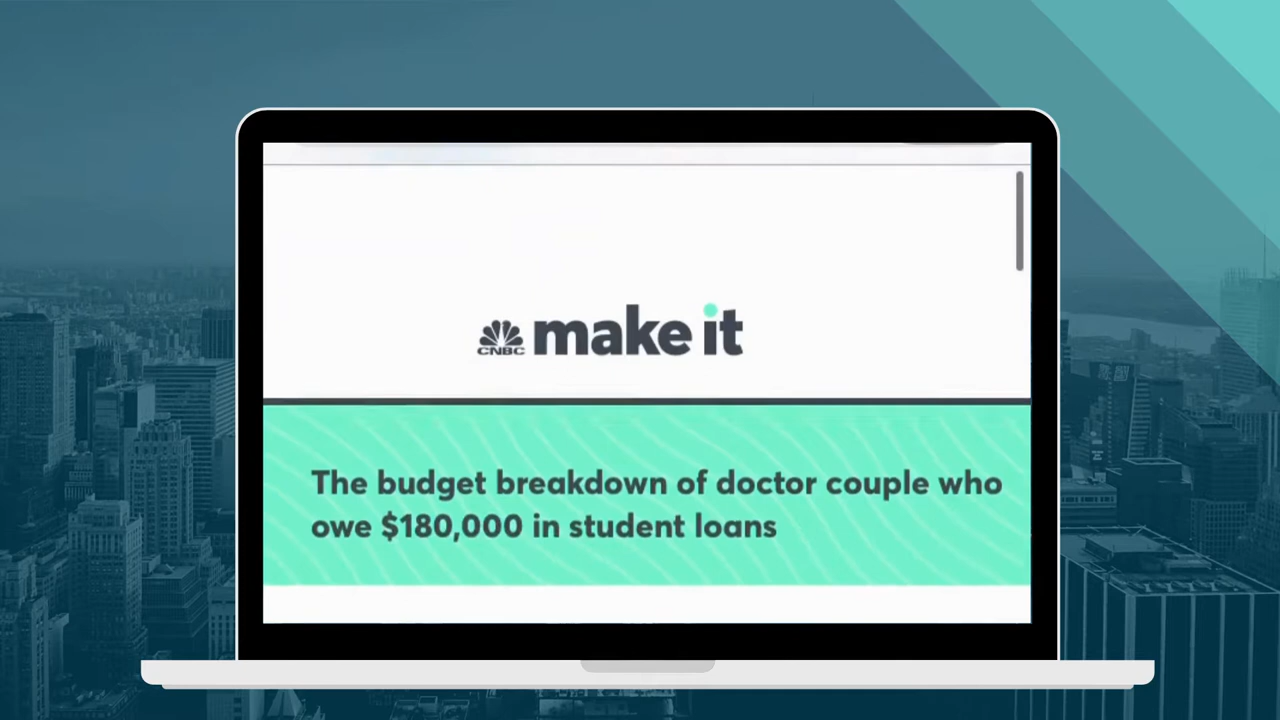 CNBC make it
The budget breakdown of doctor couple who
owe $180,000 in student loans